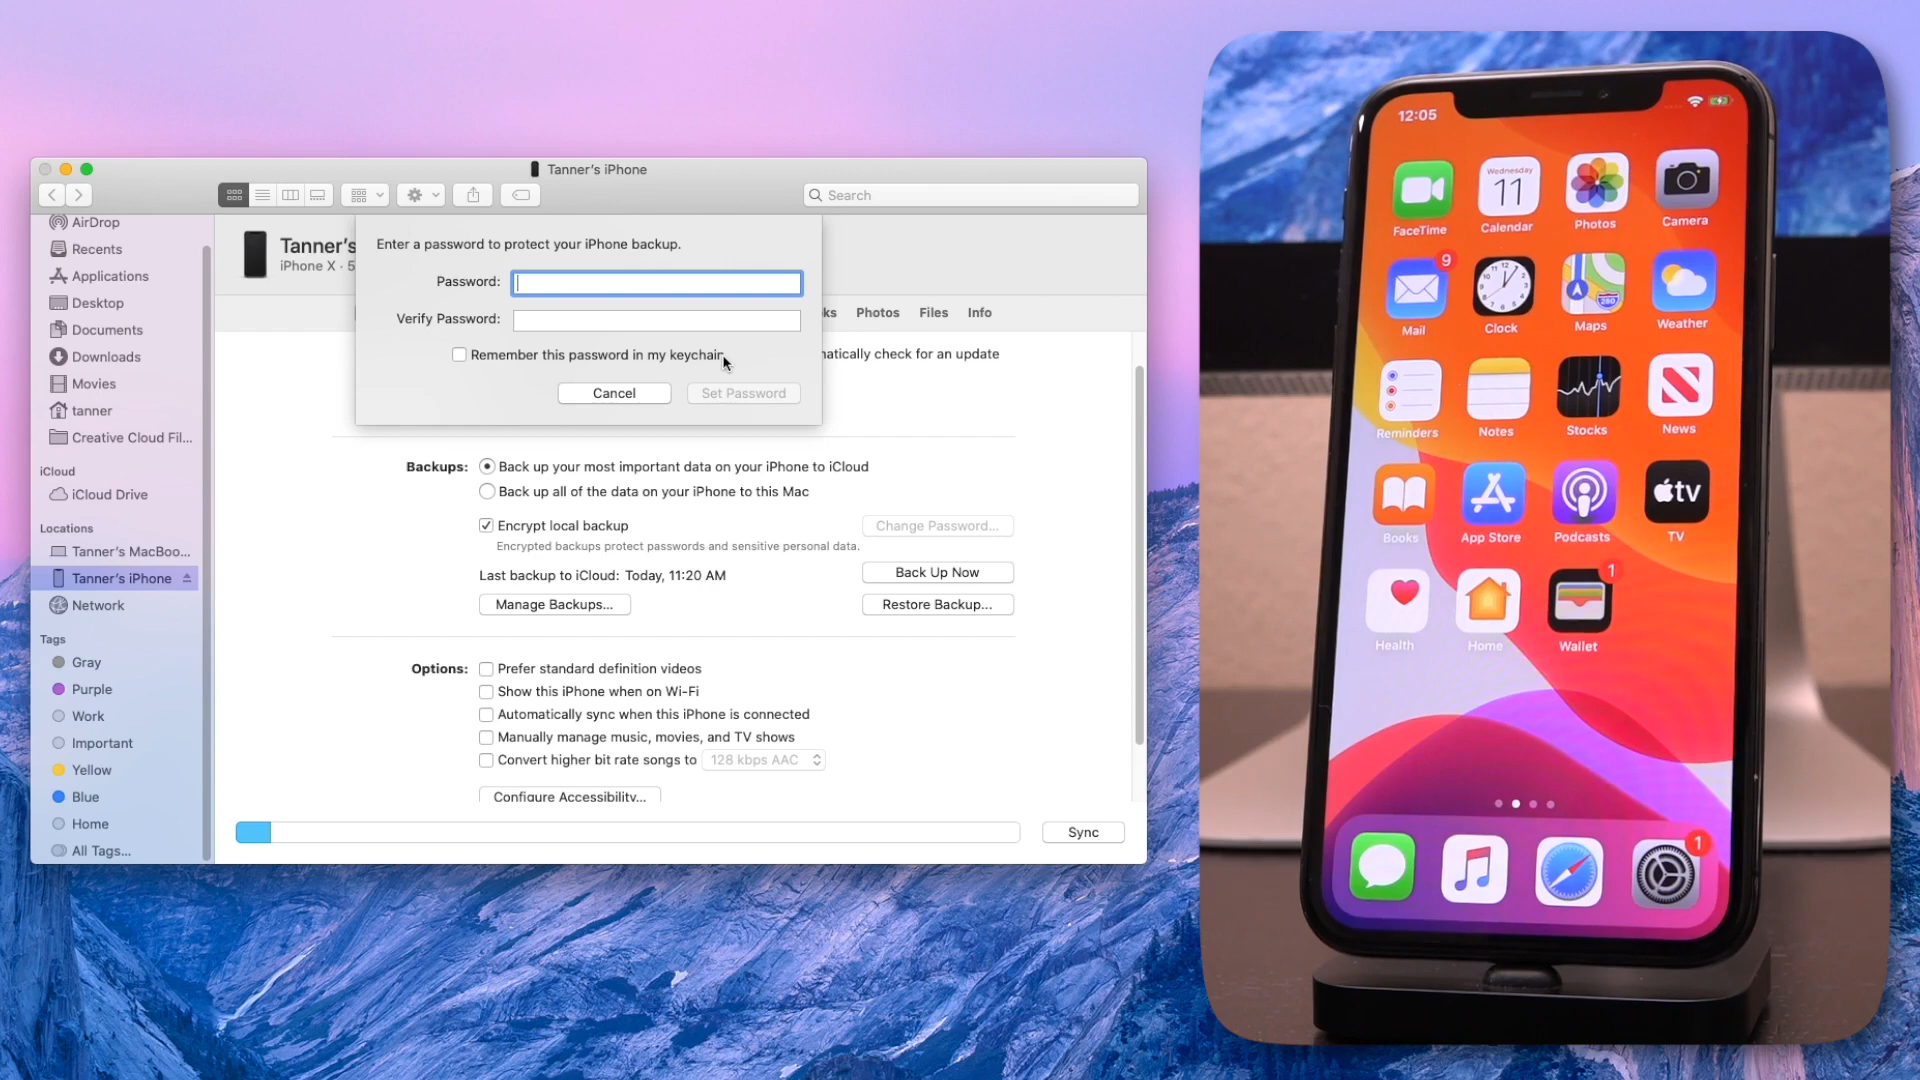 Tanner's iPhone
Search
AirDrop
Recents
Applications
Desktop
Documents
Downloads
Movies
tanner
Creative Cloud Fil...
iCloud
iCloud Drive
Locations
Tanner's MacBoo...
Tanner's iPhone
Network
Tags
Gray
Purple
Work
Important
Yellow
Blue
Home
All Tags...
Tanner's
iPhone X · 5
Enter a password to protect your iPhone backup.
Password:
Verify Password:
Remember this password in my keychain
Cancel
Set Password
ks
Photos
Files
Info
natically check for an update
Backups:
Back up your most important data on your iPhone to iCloud
Back up all of the data on your iPhone to this Mac
Encrypt local backup
Change Password...
Encrypted backups protect passwords and sensitive personal data.
Last backup to iCloud: Today, 11:20 AM
Back Up Now
Manage Backups...
Restore Backup...
Options:
Prefer standard definition videos
Show this iPhone when on Wi-Fi
Automatically sync when this iPhone is connected
Manually manage music, movies, and TV shows
Convert higher bit rate songs to
128 kbps AAC
Configure Accessibility...
Sync
12:05
Wednesday
11
FaceTime
Calendar
Photos
Camera
9
280
Mail
Clock
Maps
Weather
Reminders
Notes
Stocks
News
tv
Books
App Store
Podcasts
TV
1
Health
Home
Wallet
1